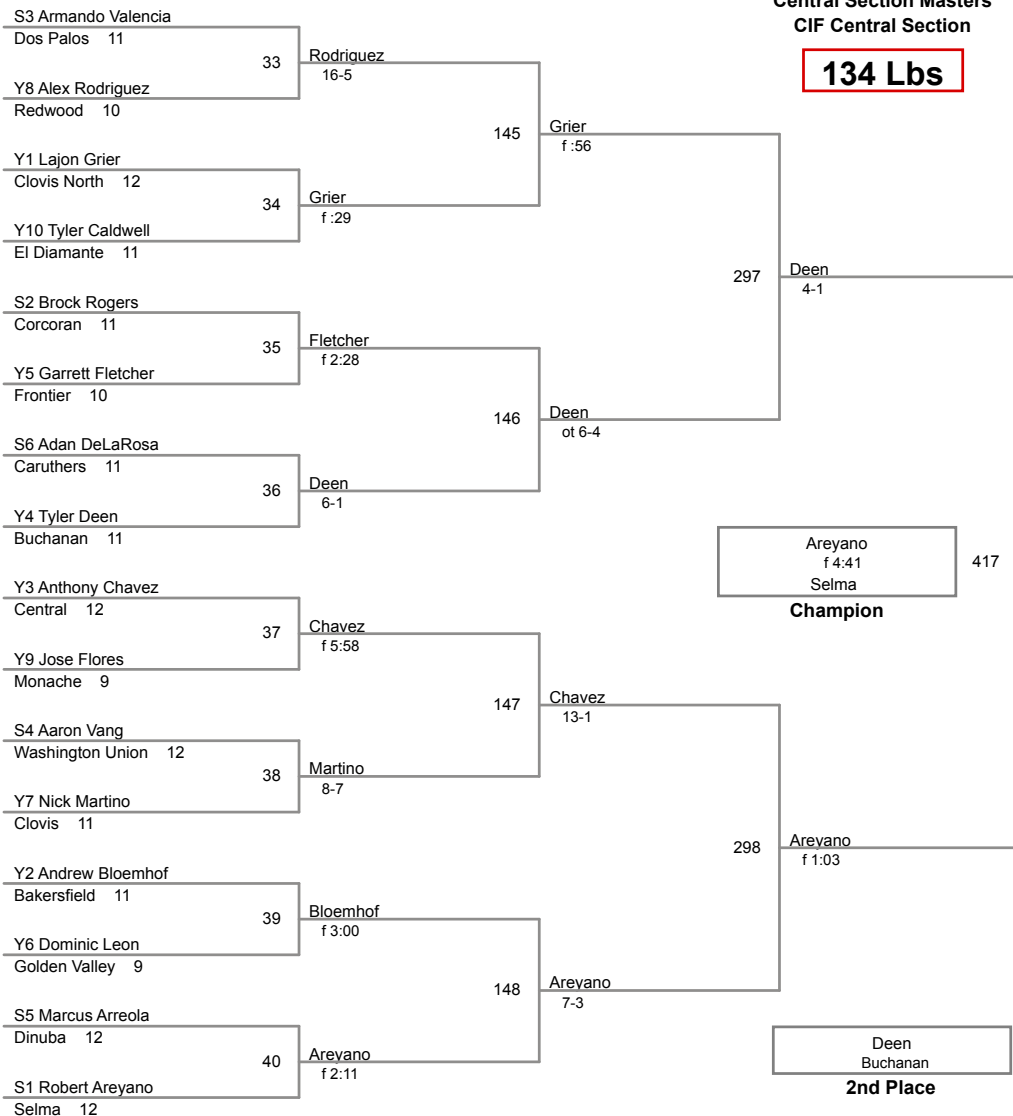 Central Section Masters
CIF Central Section
134 Lbs
S3 Armando Valencia
Dos Palos 11
33
Rodriguez
16-5
Y8 Alex Rodriguez
Redwood 10
145
Grier
f :56
Y1 Lajon Grier
Clovis North 12
34
Grier
f :29
Y10 Tyler Caldwell
El Diamante 11
297
Deen
4-1
S2 Brock Rogers
Corcoran 11
35
Fletcher
f 2:28
Y5 Garrett Fletcher
Frontier 10
146
Deen
ot 6-4
S6 Adan DeLaRosa
Caruthers 11
36
Deen
6-1
Y4 Tyler Deen
Buchanan 11
Areyano
f 4:41
Selma
417
Champion
Y3 Anthony Chavez
Central 12
37
Chavez
f 5:58
Y9 Jose Flores
Monache 9
147
Chavez
13-1
S4 Aaron Vang
Washington Union 12
38
Martino
8-7
Y7 Nick Martino
Clovis 11
298
Areyano
f 1:03
Y2 Andrew Bloemhof
Bakersfield 11
39
Bloemhof
f 3:00
Y6 Dominic Leon
Golden Valley 9
148
Areyano
7-3
S5 Marcus Arreola
Dinuba 12
40
Areyano
f 2:11
S1 Robert Areyano
Selma 12
Deen
Buchanan
2nd Place